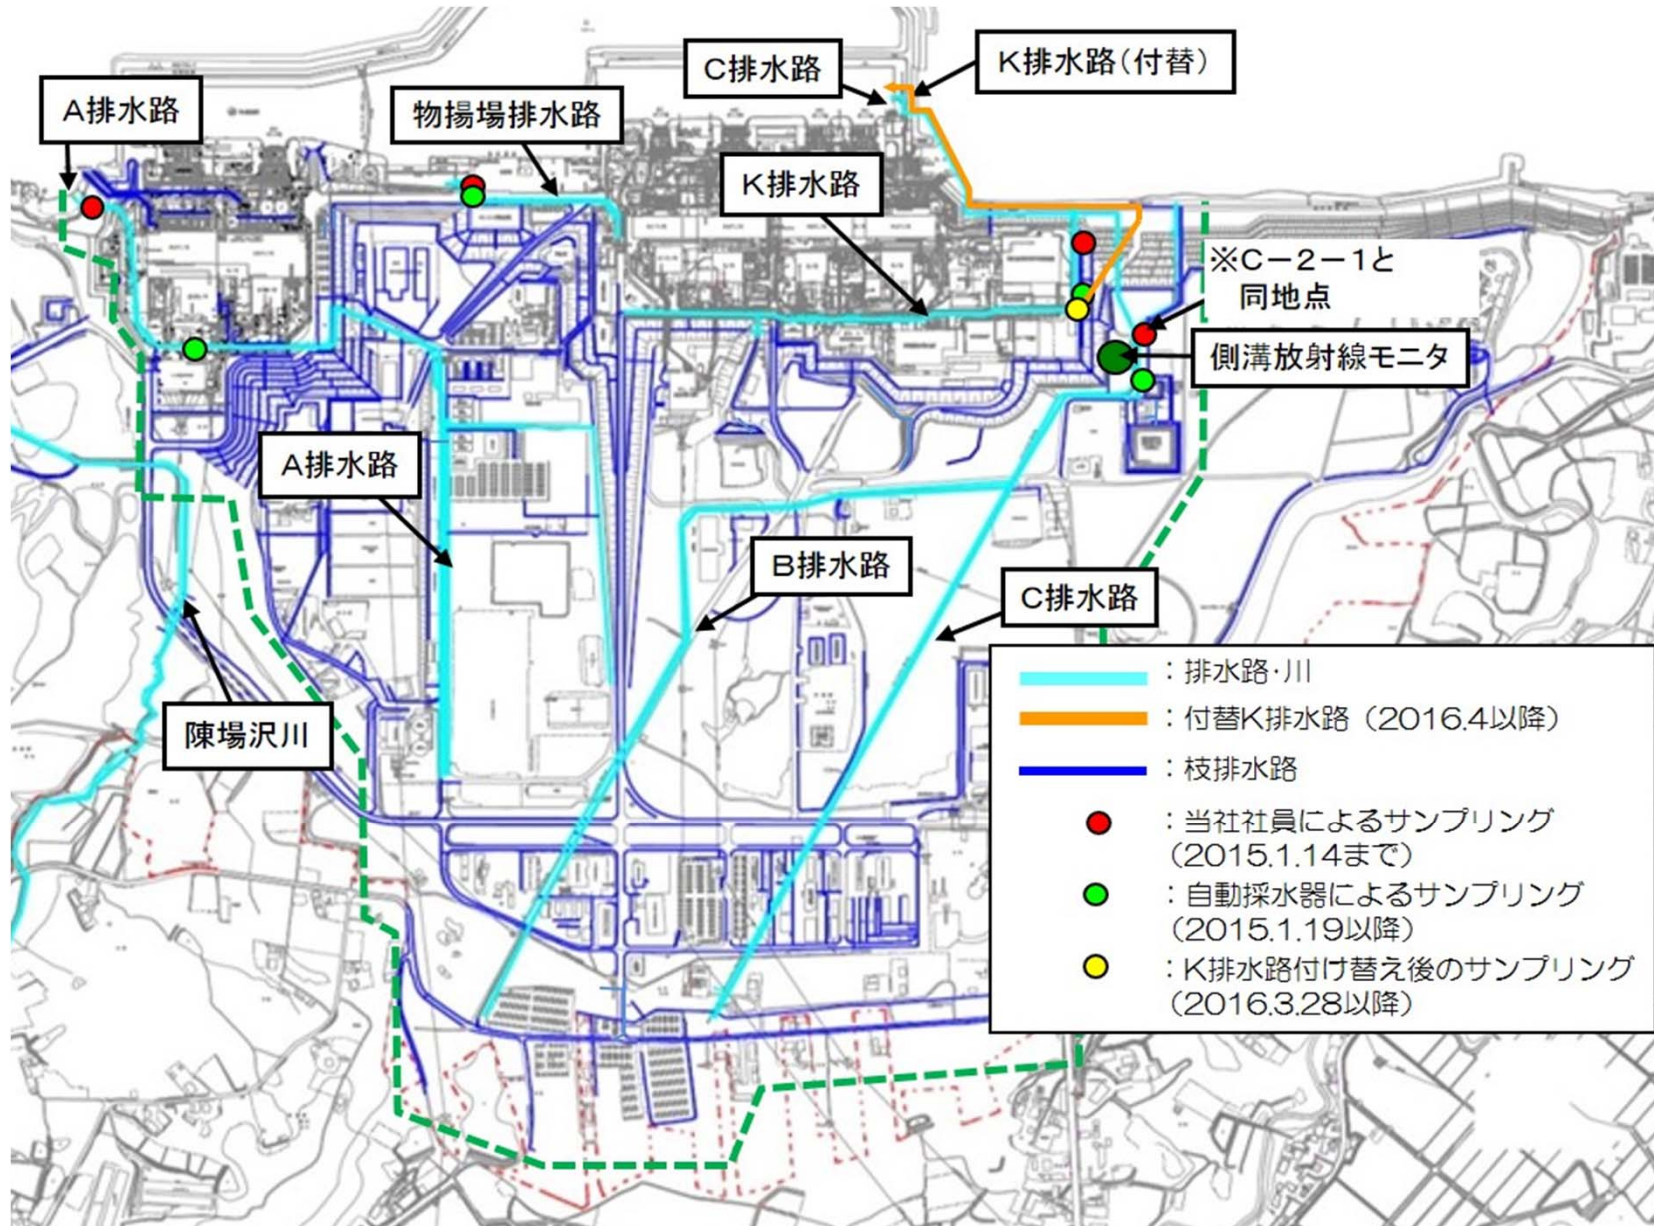 C排水路
K排水路(付替)
A排水路
物揚場排水路
K排水路
※C-2-1と
同地点
側溝放射線モニタ
A排水路
B排水路
C排水路
陳場沢川
：排水路・川
：付替K排水路（2016.4以降）
：枝排水路
：当社社員によるサンプリング
（2015.1.14まで）
：自動採水器によるサンプリング
（2015.1.19以降）
：K排水路付け替え後のサンプリング
（2016.3.28以降）